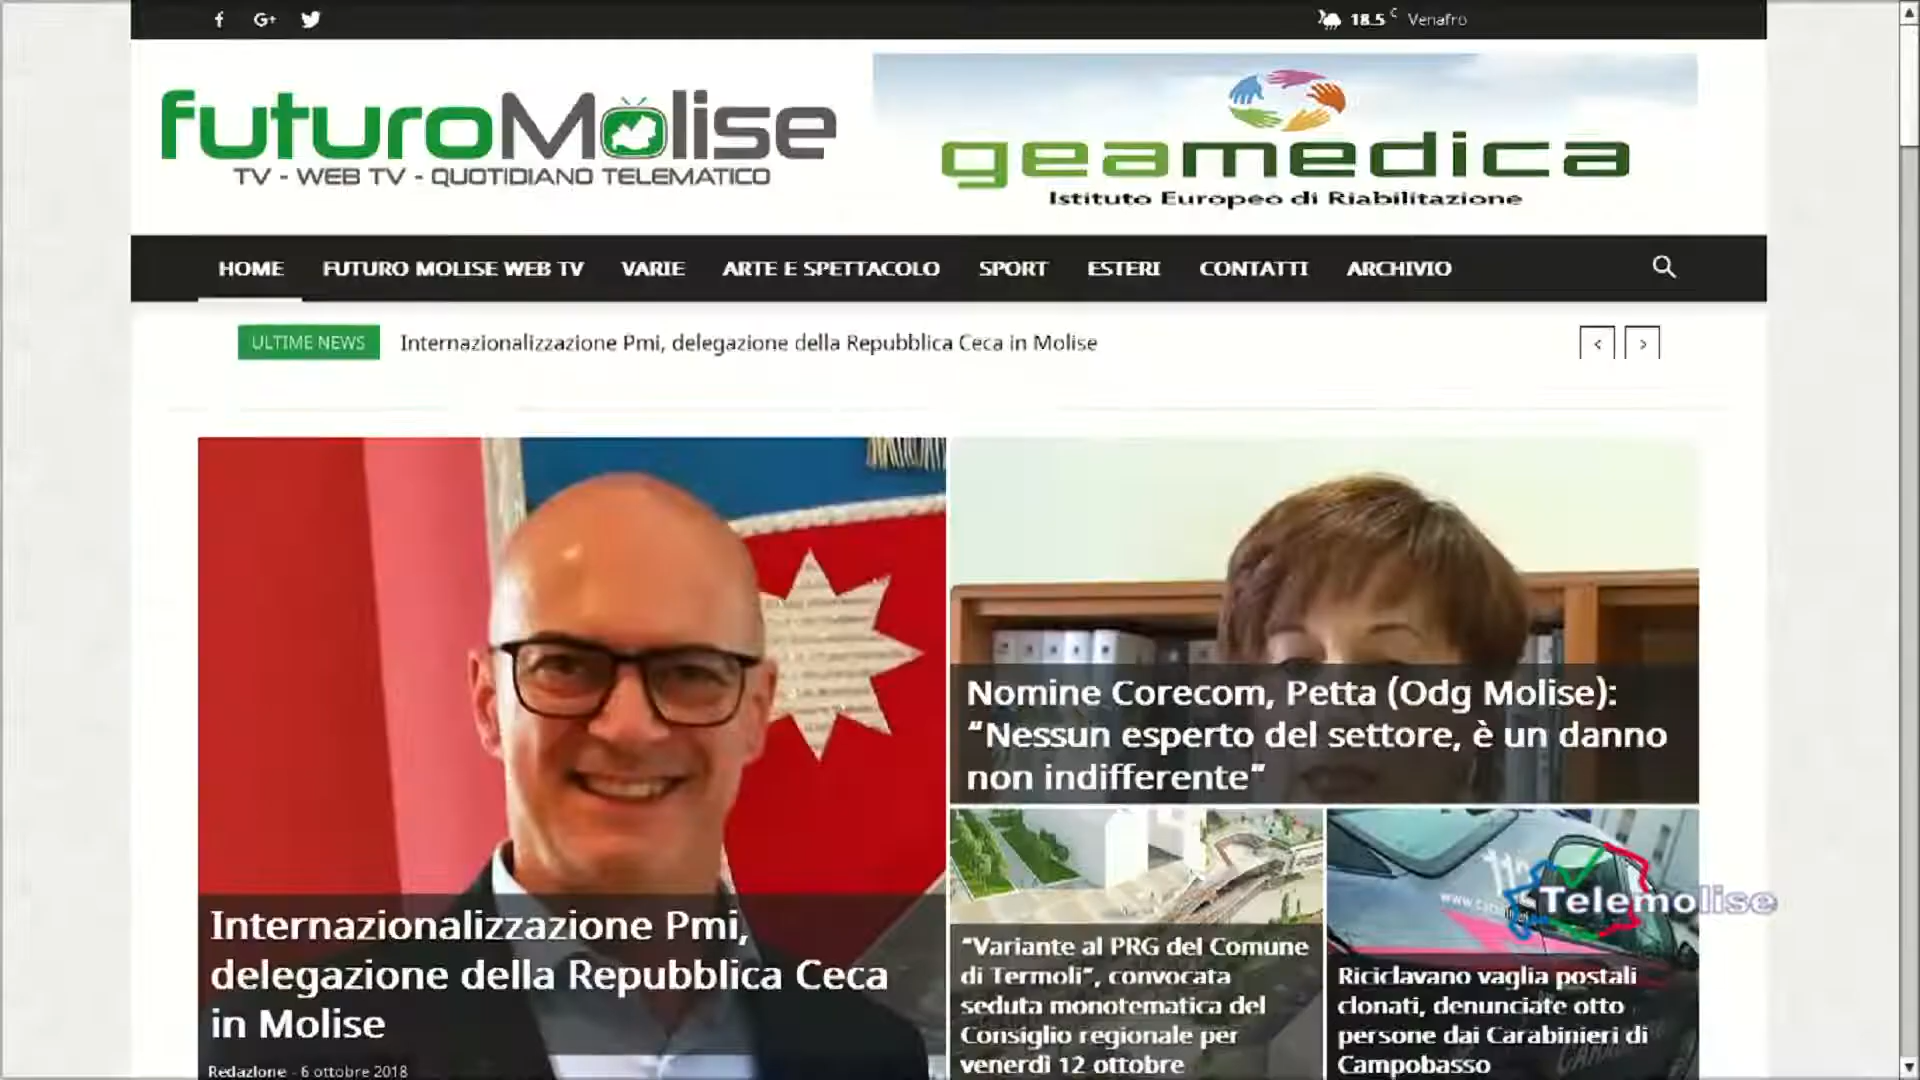 18.5 C Venafro
futuroMolise
TV - WEB TV - QUOTIDIANO TELEMATICO
geamedica
Istituto Europeo di Riabilitazione
HOME FUTURO MOLISE WEB TV VARIE ARTE E SPETTACOLO SPORT ESTERI CONTATTI ARCHIVIO
ULTIME NEWS Internazionalizzazione Pmi, delegazione della Repubblica Ceca in Molise
Nomine Corecom, Petta (Odg Molise):
“Nessun esperto del settore, è un danno
non indifferente”
Internazionalizzazione Pmi,
delegazione della Repubblica Ceca
in Molise
Redazione - 6 ottobre 2018
“Variante al PRG del Comune
di Termoli”, convocata
seduta monotematica del
Consiglio regionale per
venerdì 12 ottobre
112
Telemolise
Riciclavano vaglia postali
clonati, denunciate otto
persone dai Carabinieri di
Campobasso